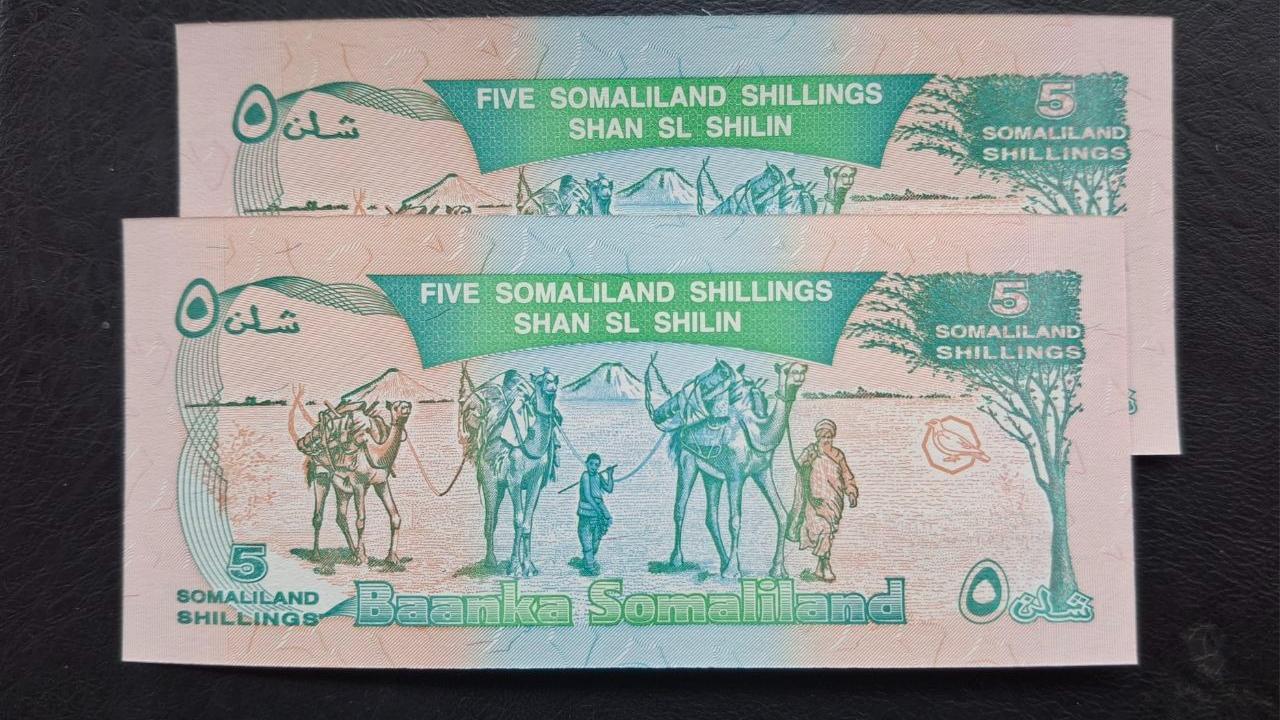 FIVE SOMALILAND SHILLINGS
SHAN SL SHILIN
٥ شلن
5
SOMALILAND
SHILLINGS
FIVE SOMALILAND SHILLINGS
SHAN SL SHILIN
٥ شلن
5
SOMALILAND
SHILLINGS
5
SOMALILAND
SHILLINGS
Baanka Somaliland
٥ شلن